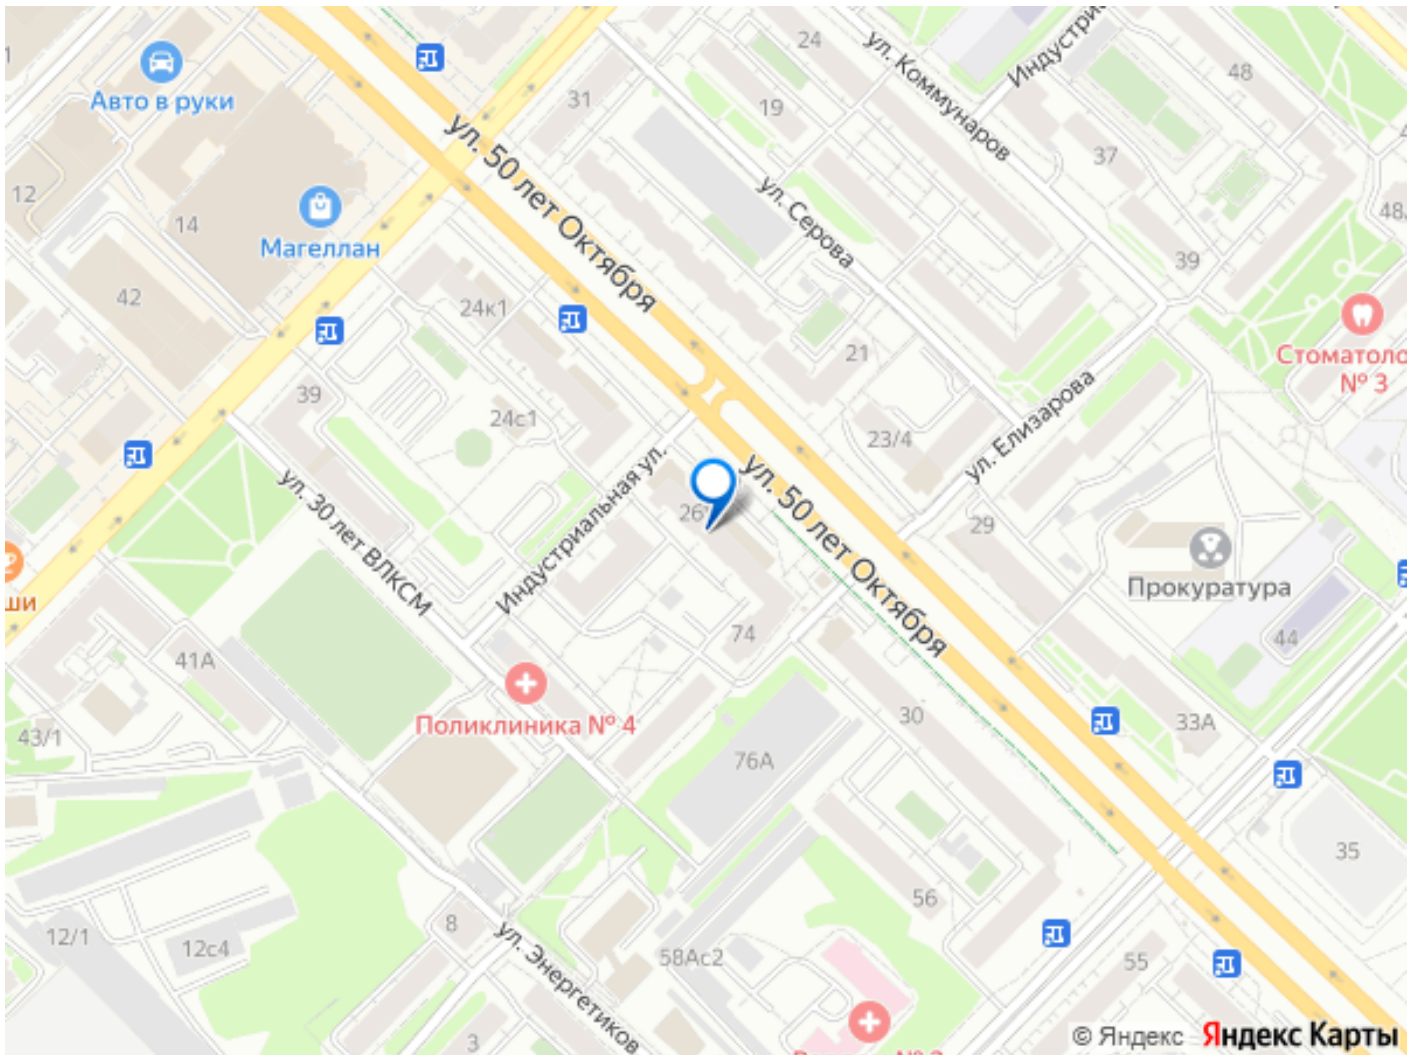 24
ул. Коммунаров
Индустри
48
Авто в руки
31
19
37
ул. 50 лет Октября
12
14
Магеллан
ул. Серова
48/
39
42
24к1
21
Стоматоло
№ 3
39
24с1
23/4
ул. Елизарова
Индустриальная ул.
26
ул. 50 лет Октября
29
ул. 30 лет ВЛКСМ
Прокуратура
ши
74
44
41А
Поликлиника № 4
30
33А
43/1
76А
35
56
8
12/1
12с4
ул. Энергетиков
58Ас2
55
3
© Яндекс Яндекс Карты